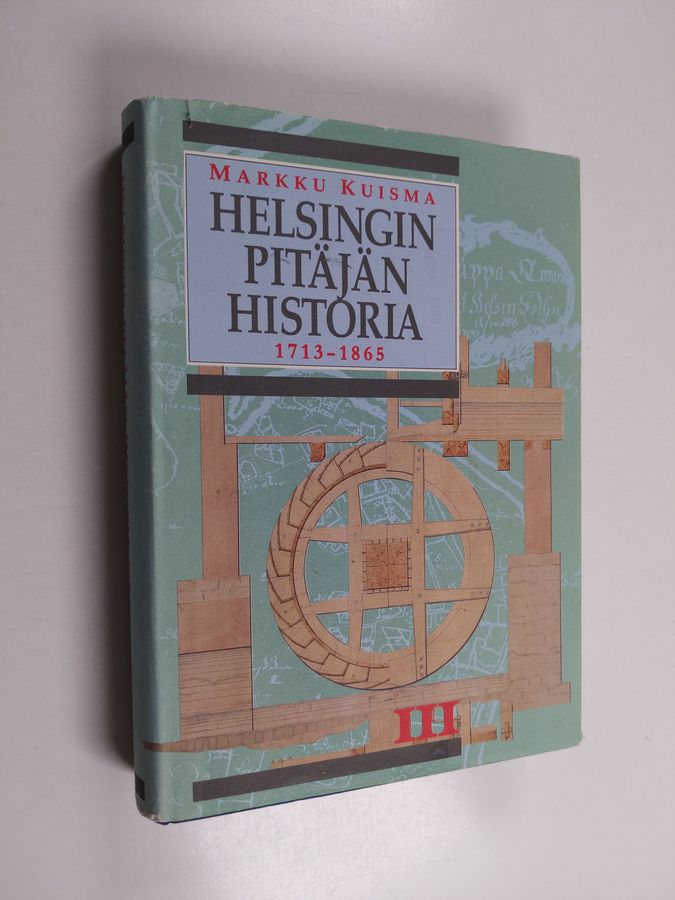 MARKKU KUISMA
HELSINGIN
PITÄJÄN
HISTORIA
1713–1865
III